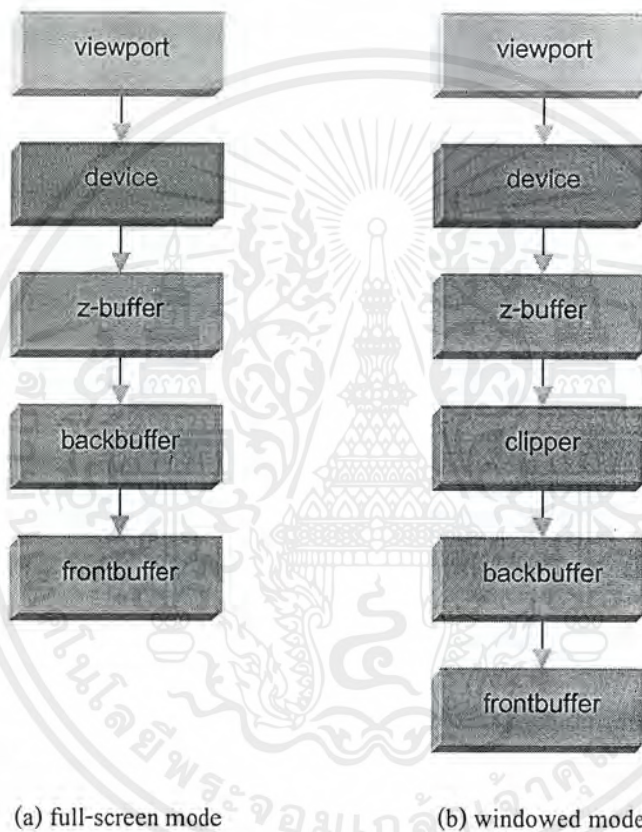 viewport
device
z-buffer
backbuffer
frontbuffer
(a) full-screen mode
viewport
device
z-buffer
clipper
backbuffer
frontbuffer
(b) windowed mode